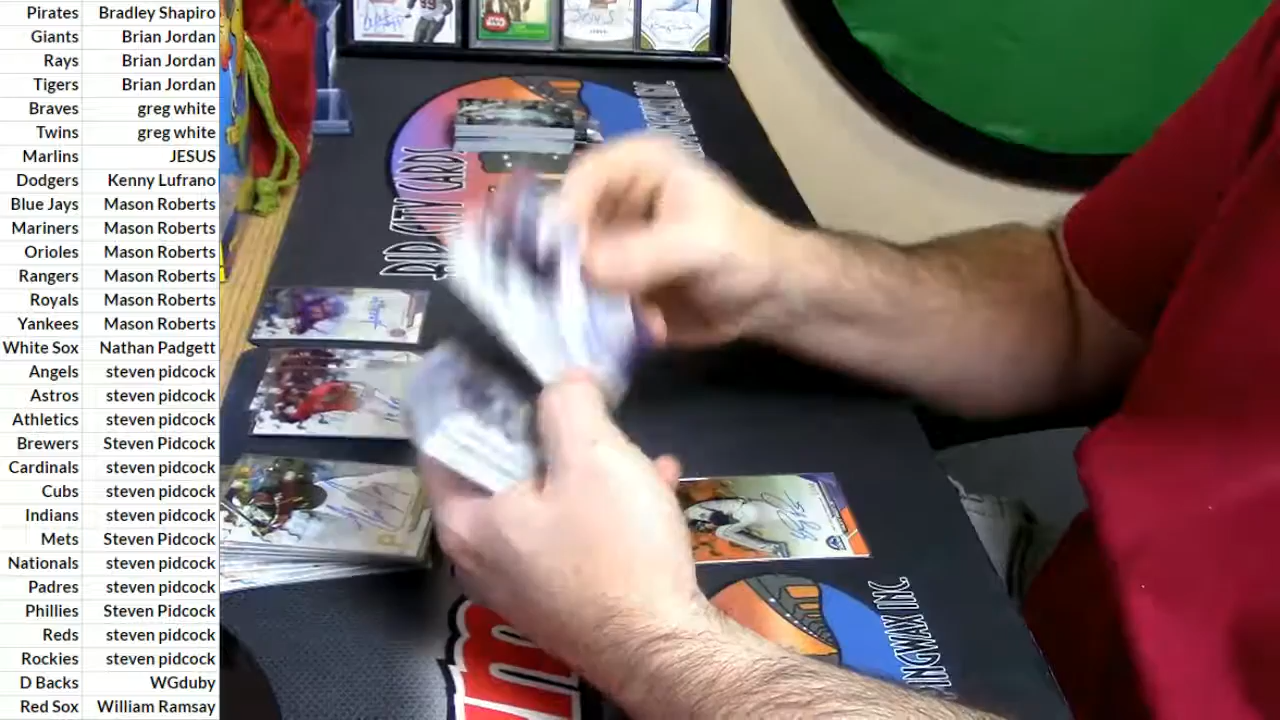 Pirates Bradley Shapiro
Giants Brian Jordan
Rays Brian Jordan
Tigers Brian Jordan
Braves greg white
Twins greg white
Marlins JESUS
Dodgers Kenny Lufrano
Blue Jays Mason Roberts
Mariners Mason Roberts
Orioles Mason Roberts
Rangers Mason Roberts
Royals Mason Roberts
Yankees Mason Roberts
White Sox Nathan Padgett
Angels steven pidcock
Astros steven pidcock
Athletics steven pidcock
Brewers Steven Pidcock
Cardinals steven pidcock
Cubs steven pidcock
Indians steven pidcock
Mets Steven Pidcock
Nationals steven pidcock
Padres steven pidcock
Phillies Steven Pidcock
Reds steven pidcock
Rockies steven pidcock
D Backs WGduby
Red Sox William Ramsay
CITY CARDS
INGWAX INC